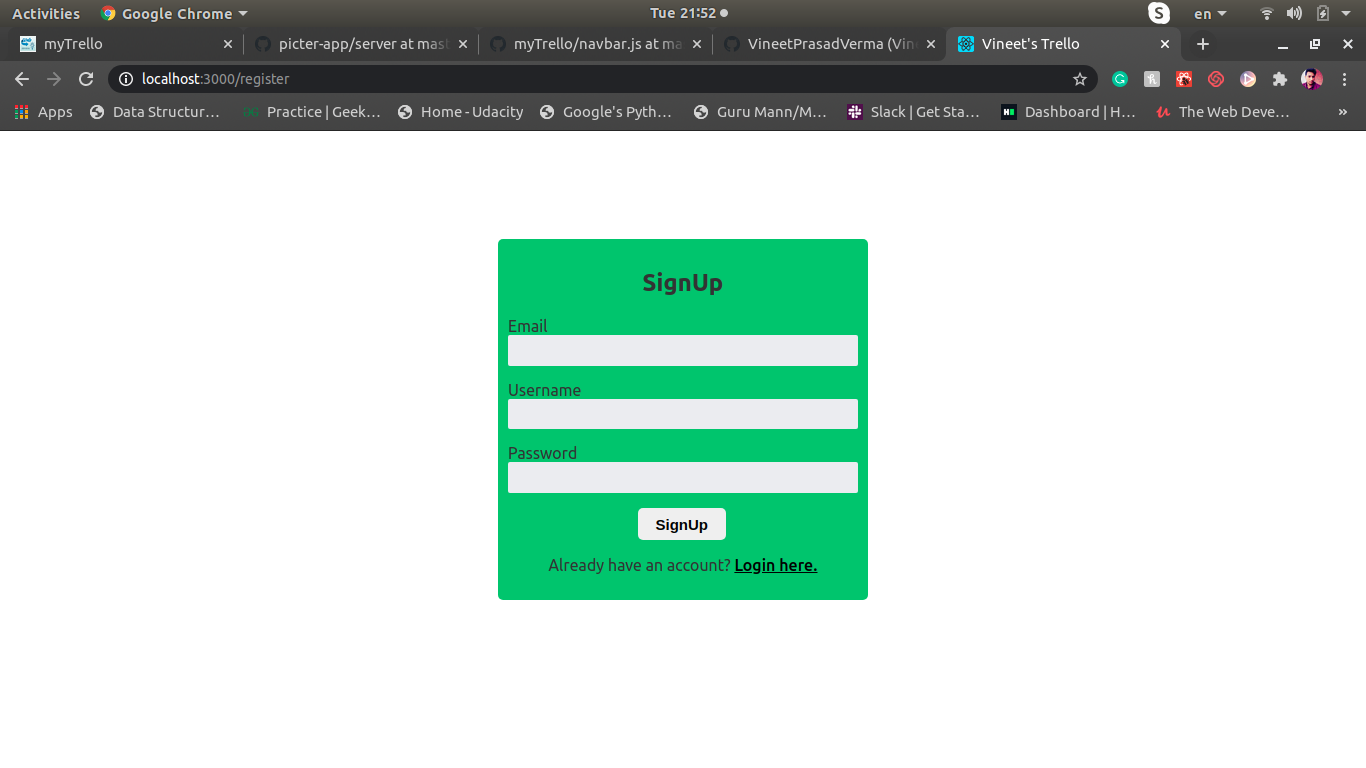 Activities Google Chrome Tue 21:52 S en
myTrello picter-app/server at mast myTrello/navbar.js at ma VineetPrasadVerma (Vin Vineet's Trello
localhost:3000/register
Apps Data Structur… Practice | Geek… Home - Udacity Google's Pyth… Guru Mann/M… Slack | Get Sta… Dashboard | H… The Web Deve… »
SignUp
Email
Username
Password
SignUp
Already have an account? Login here.